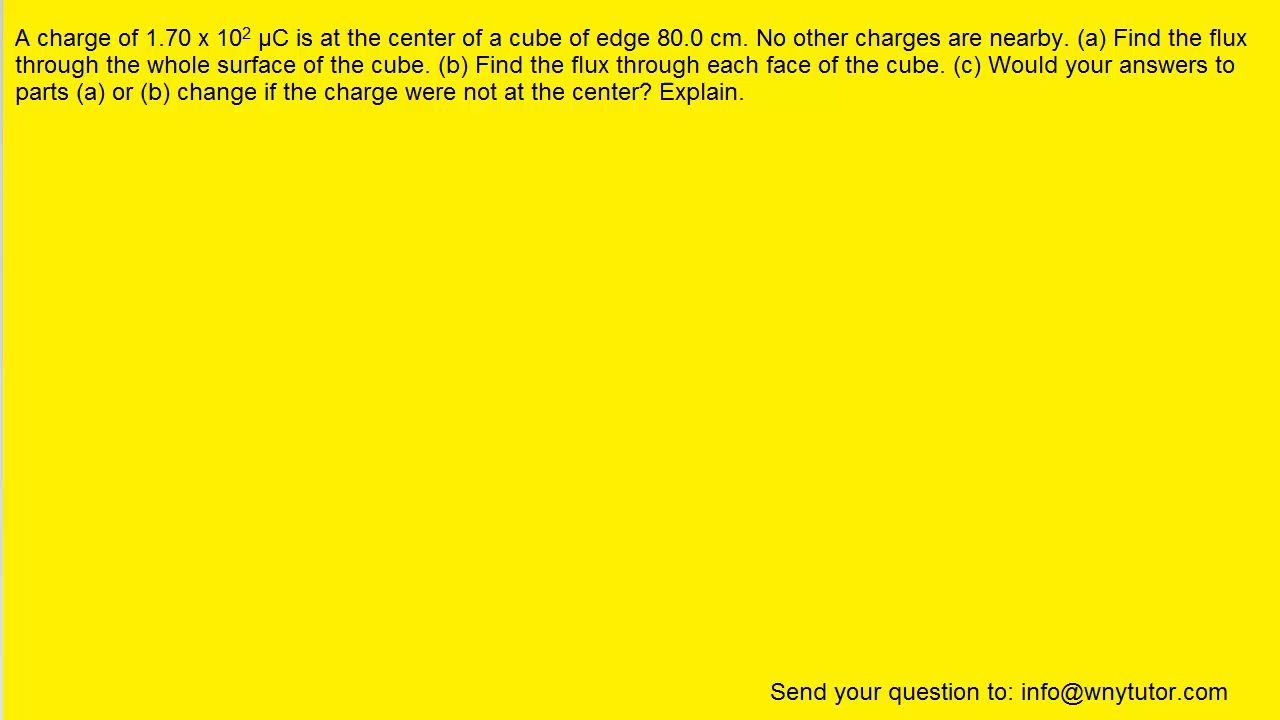 A charge of 1.70 x 10² µC is at the center of a cube of edge 80.0 cm. No other charges are nearby. (a) Find the flux
through the whole surface of the cube. (b) Find the flux through each face of the cube. (c) Would your answers to
parts (a) or (b) change if the charge were not at the center? Explain.
Send your question to: info@wnytutor.com